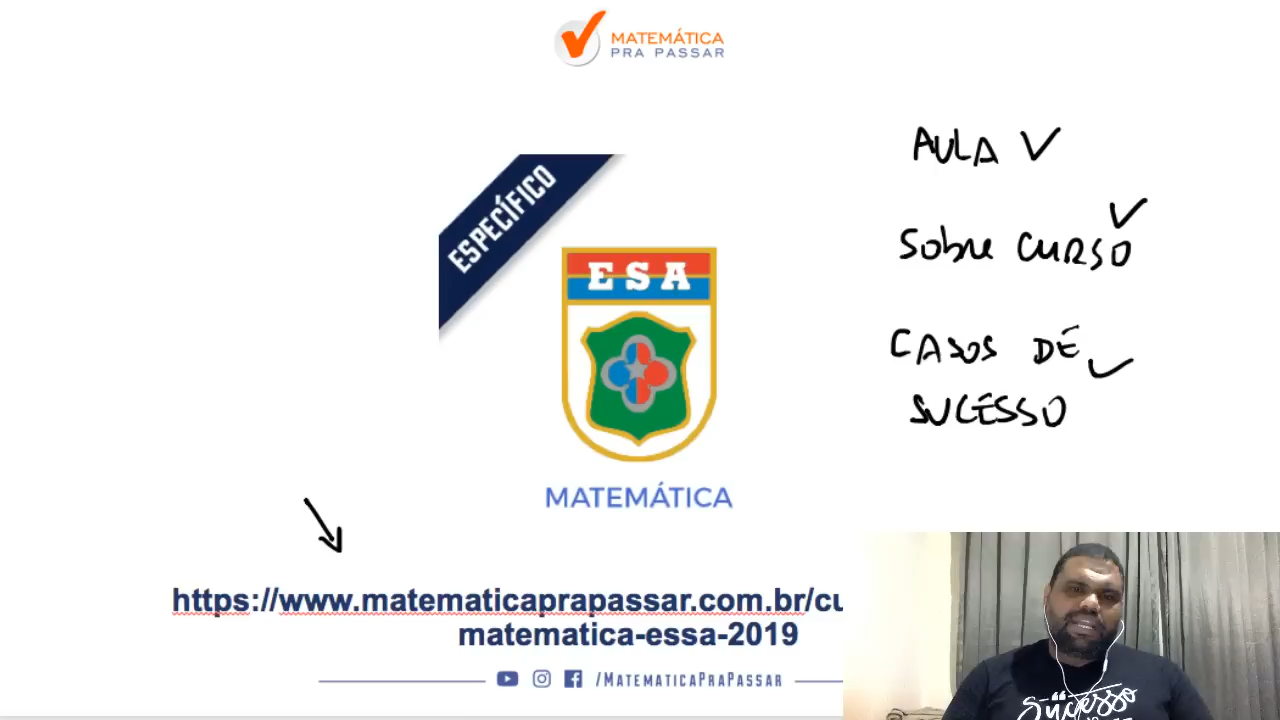 MATEMÁTICA
PRA PASSAR
AULA
ESPECÍFICO
Sobre CURSO
ESA
CASOS DE
SUCESSO
MATEMÁTICA
https://www.matematicaprapassar.com.br/cu
matematica-essa-2019
/MATEMATICAPRAPASSAR
Sucesso